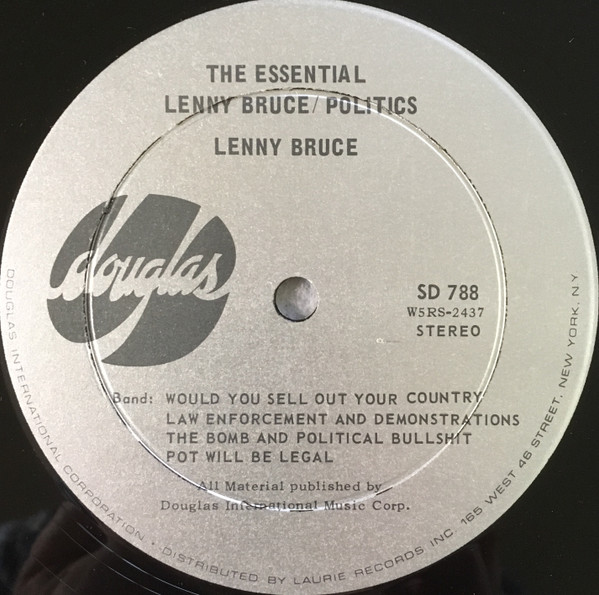 THE ESSENTIAL
LENNY BRUCE/POLITICS
LENNY BRUCE
douglas
SD 788
W5RS-2437
STEREO
Band: WOULD YOU SELL OUT YOUR COUNTRY
LAW ENFORCEMENT AND DEMONSTRATIONS
THE BOMB AND POLITICAL BULLSHIT
POT WILL BE LEGAL
All Material published by
Douglas International Music Corp.
DOUGLAS INTERNATIONAL CORPORATION • DISTRIBUTED BY LAURIE RECORDS INC 165 WEST 46 STREET, NEW YORK, N Y